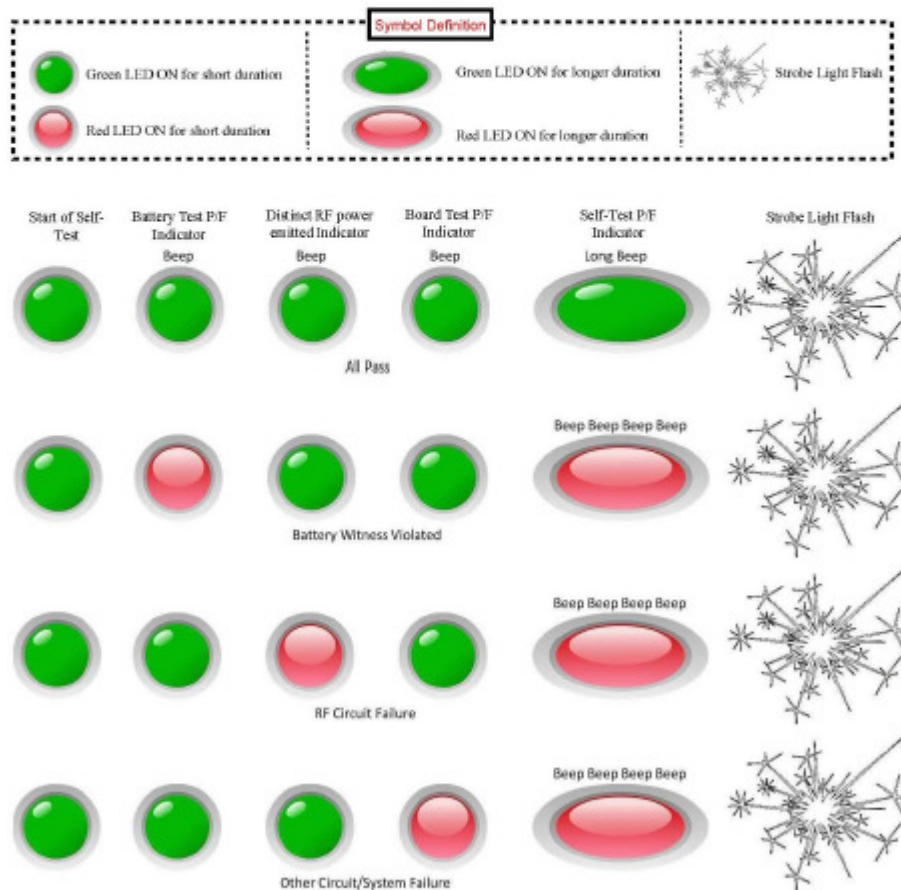 Symbol Definition
Green LED ON for short duration
Green LED ON for longer duration
Strobe Light Flash
Red LED ON for short duration
Red LED ON for longer duration
Start of Self-
Test
Battery Test P/F
Indicator
Beep
Distinct RF power
emitted Indicator
Beep
Board Test P/F
Indicator
Beep
Self-Test P/F
Indicator
Long Beep
Strobe Light Flash
All Pass
Beep Beep Beep Beep
Battery Witness Violated
Beep Beep Beep Beep
RF Circuit Failure
Beep Beep Beep Beep
Other Circuit/System Failure